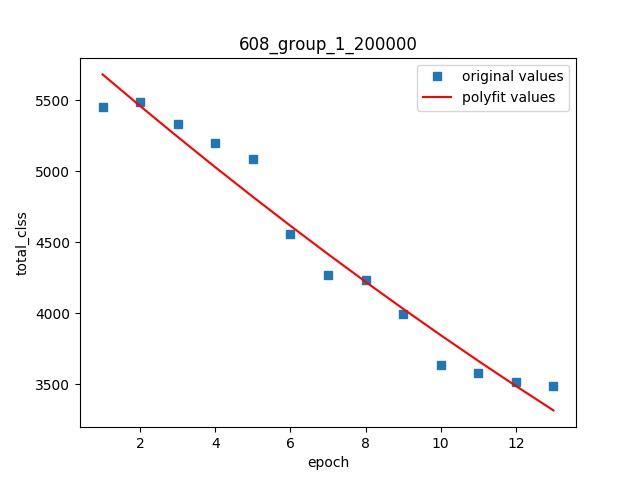 608_group_1_200000
original values
polyfit values
5500
5000
4500
4000
3500
total_clss
2 4 6 8 10 12
epoch